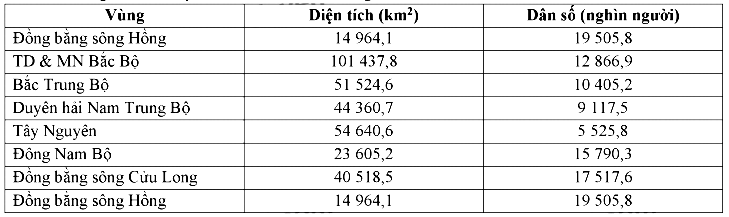 Vùng Diện tích (km²) Dân số (nghìn người)
Đồng bằng sông Hồng 14 964,1 19 505,8
TD & MN Bắc Bộ 101 437,8 12 866,9
Bắc Trung Bộ 51 524,6 10 405,2
Duyên hải Nam Trung Bộ 44 360,7 9 117,5
Tây Nguyên 54 640,6 5 525,8
Đông Nam Bộ 23 605,2 15 790,3
Đồng bằng sông Cửu Long 40 518,5 17 517,6
Đồng bằng sông Hồng 14 964,1 19 505,8